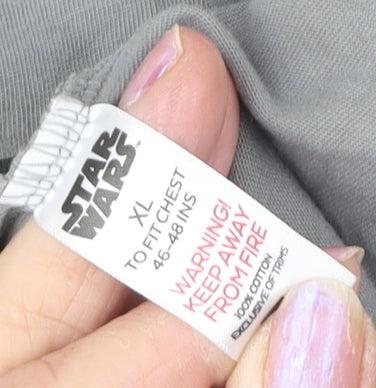 STAR
WARS
XL
TO FIT CHEST
46-48 INS
WARNING!
KEEP AWAY
FROM FIRE
100% COTTON
EXCLUSIVE OF TRIMS